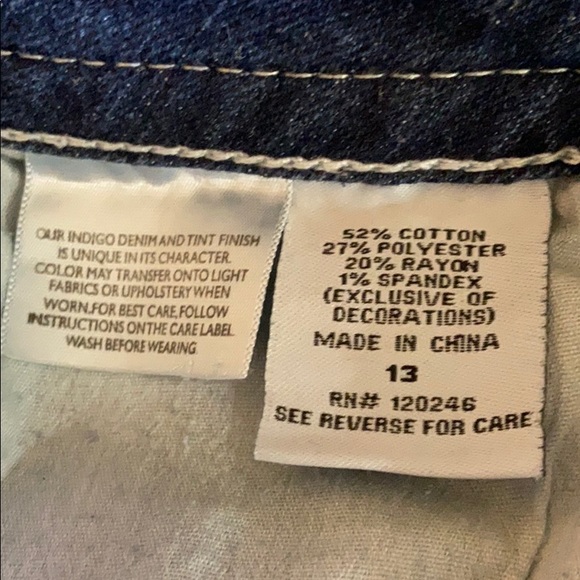 OUR INDIGO DENIM AND TINT FINISH
IS UNIQUE IN ITS CHARACTER.
COLOR MAY TRANSFER ONTO LIGHT
FABRICS OR UPHOLSTERY WHEN
WORN.FOR BEST CARE,FOLLOW
INSTRUCTIONS ON THE CARE LABEL
WASH BEFORE WEARING.
52% COTTON
27% POLYESTER
20% RAYON
1% SPANDEX
(EXCLUSIVE OF
DECORATIONS)
MADE IN CHINA
13
RN# 120246
SEE REVERSE FOR CARE